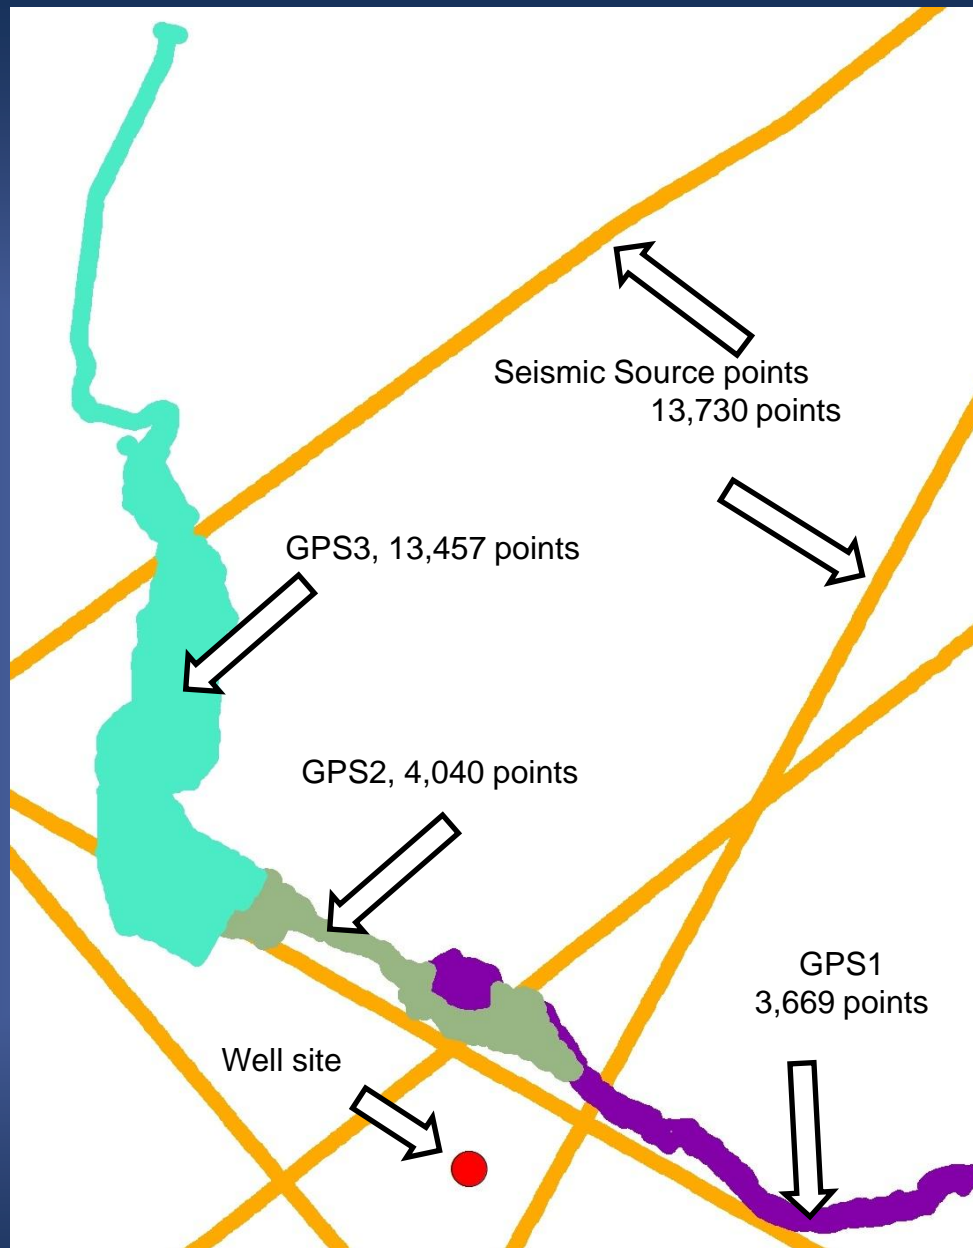 Seismic Source points
13,730 points
GPS3, 13,457 points
GPS2, 4,040 points
GPS1
3,669 points
Well site